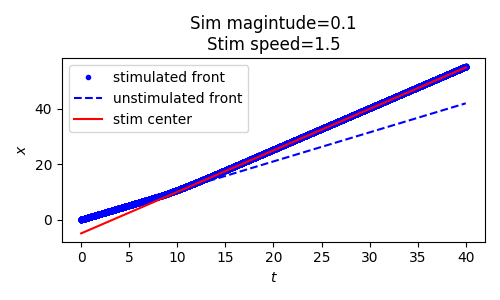 Sim magintude=0.1
Stim speed=1.5
stimulated front
unstimulated front
stim center
x
40
20
0
0 5 10 15 20 25 30 35 40
t